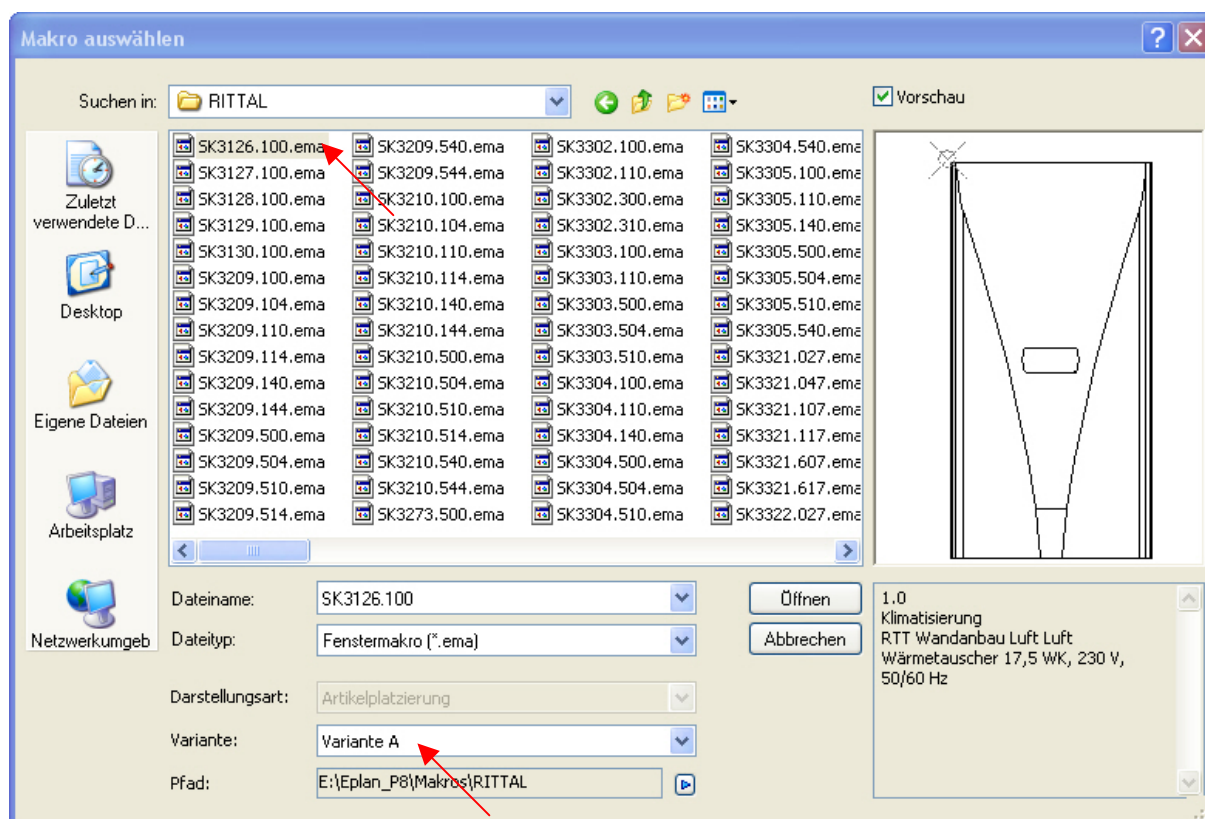 Makro auswählen
Suchen in:
RITTAL
Vorschau
Zuletzt
verwendete D...
Desktop
Eigene Dateien
Arbeitsplatz
Netzwerkumgeb
SK3126.100.ema
SK3127.100.ema
SK3128.100.ema
SK3129.100.ema
SK3130.100.ema
SK3209.100.ema
SK3209.104.ema
SK3209.110.ema
SK3209.114.ema
SK3209.140.ema
SK3209.144.ema
SK3209.500.ema
SK3209.504.ema
SK3209.510.ema
SK3209.514.ema
SK3209.540.ema
SK3209.544.ema
SK3210.100.ema
SK3210.104.ema
SK3210.110.ema
SK3210.114.ema
SK3210.140.ema
SK3210.144.ema
SK3210.500.ema
SK3210.504.ema
SK3210.510.ema
SK3210.514.ema
SK3210.540.ema
SK3210.544.ema
SK3273.500.ema
SK3302.100.ema
SK3302.110.ema
SK3302.300.ema
SK3302.310.ema
SK3303.100.ema
SK3303.110.ema
SK3303.500.ema
SK3303.504.ema
SK3303.510.ema
SK3304.100.ema
SK3304.110.ema
SK3304.140.ema
SK3304.500.ema
SK3304.504.ema
SK3304.510.ema
SK3304.540.ema
SK3305.100.ema
SK3305.110.ema
SK3305.140.ema
SK3305.500.ema
SK3305.504.ema
SK3305.510.ema
SK3305.540.ema
SK3321.027.ema
SK3321.047.ema
SK3321.107.ema
SK3321.117.ema
SK3321.607.ema
SK3321.617.ema
SK3322.027.ema
Dateiname:
SK3126.100
Öffnen
Dateityp:
Fenstermakro (*.ema)
Abbrechen
Darstellungsart:
Artikelplatzierung
Variante:
Variante A
Pfad:
E:\Eplan_P8\Makros\RITTAL
1.0
Klimatisierung
RTT Wandanbau Luft Luft
Wärmetauscher 17,5 WK, 230 V,
50/60 Hz